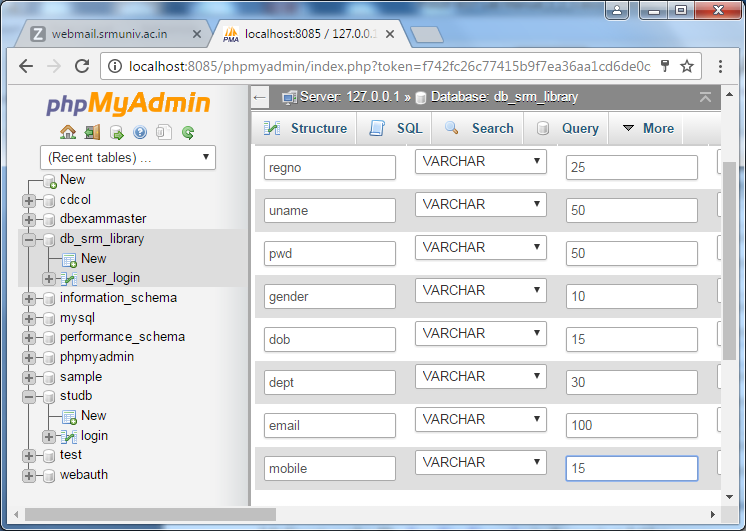 webmail.srmuniv.ac.in
localhost:8085 / 127.0.0.1
localhost:8085/phpmyadmin/index.php?token=f742fc26c77415b9f7ea36aa1cd6de0c
phpMyAdmin
(Recent tables) ...
New
cdcol
dbexammaster
db_srm_library
New
user_login
information_schema
mysql
performance_schema
phpmyadmin
sample
studb
New
login
test
webauth
Server: 127.0.0.1 » Database: db_srm_library
Structure SQL Search Query More
regno VARCHAR 25
uname VARCHAR 50
pwd VARCHAR 50
gender VARCHAR 10
dob VARCHAR 15
dept VARCHAR 30
email VARCHAR 100
mobile VARCHAR 15